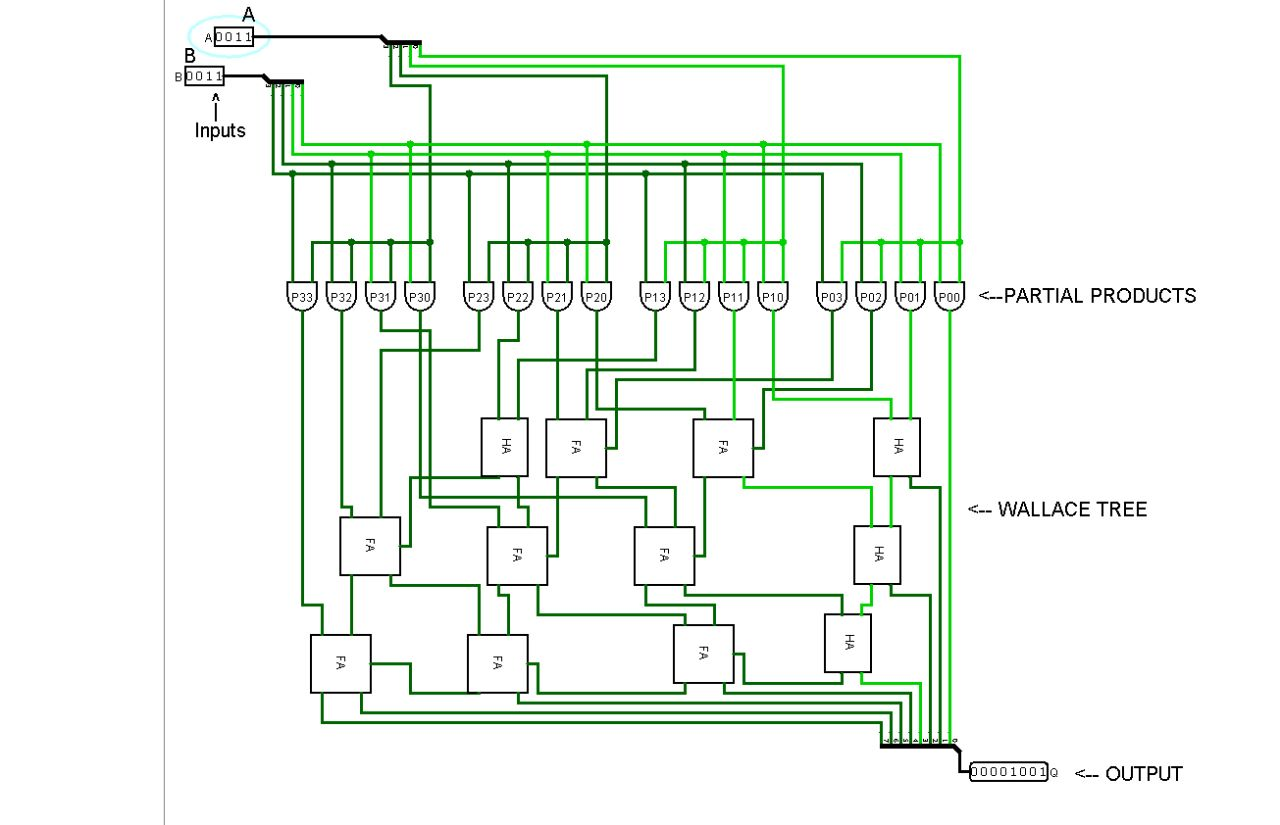 A
A 0011
B
B 0011
^
Inputs
P33 P32 P31 P30 P23 P22 P21 P20 P13 P12 P11 P10 P03 P02 P01 P00
<--PARTIAL PRODUCTS
HA FA FA HA
<-- WALLACE TREE
FA FA FA HA
FA FA FA HA
00001001 Q
<-- OUTPUT